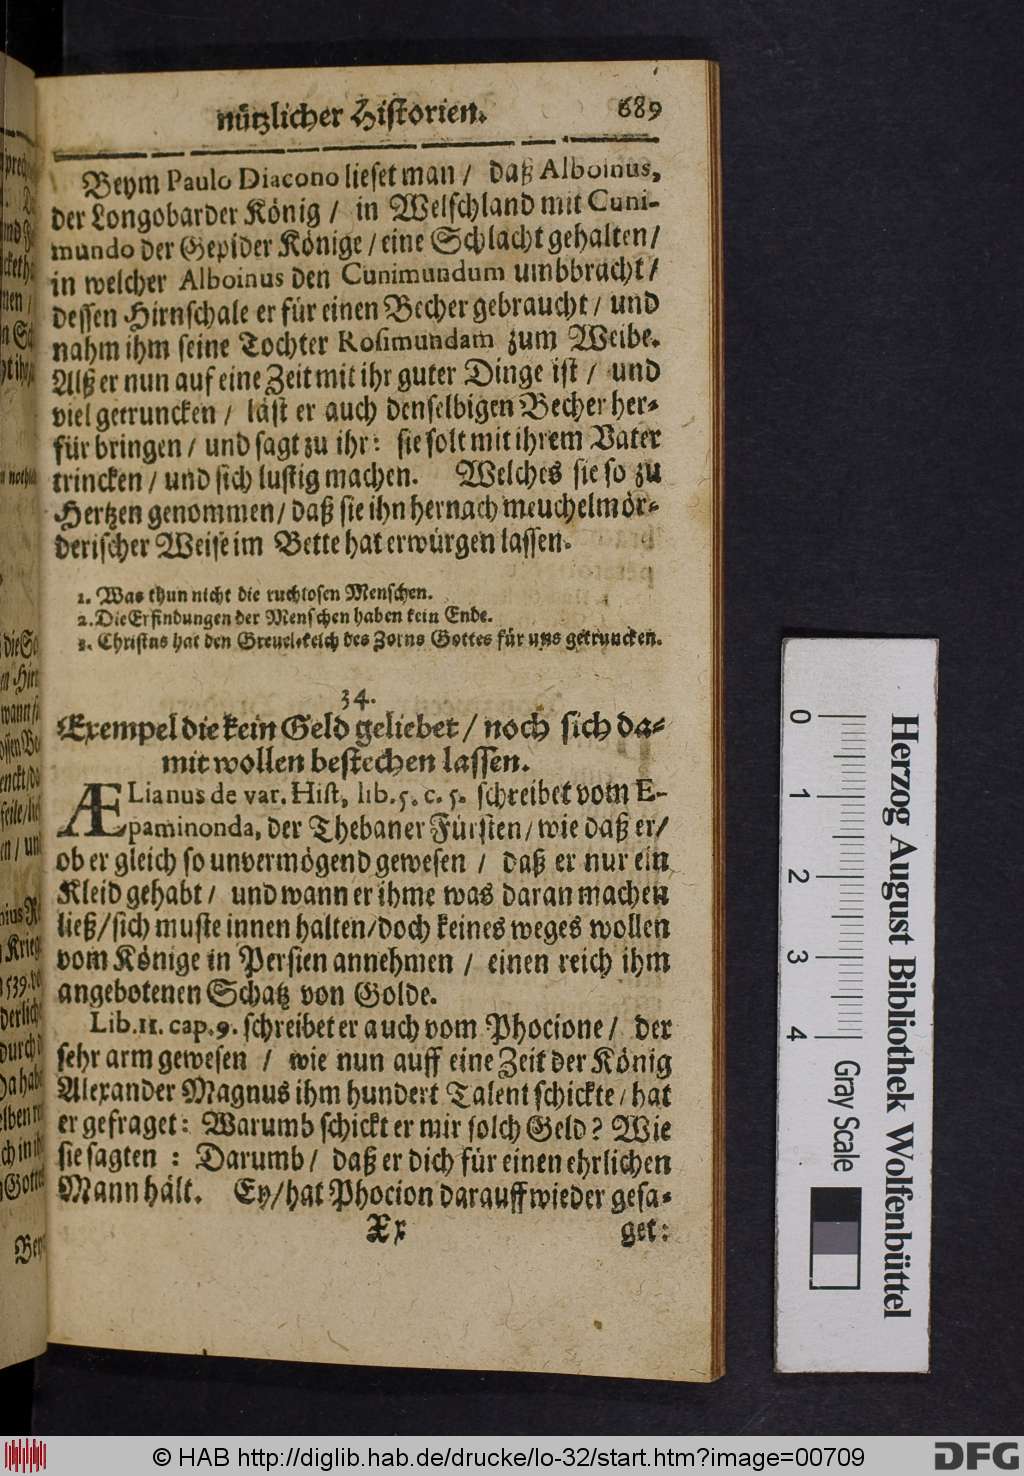 nützlicher Historien. 689
Beym Paulo Diacono lieset man / daß Alboinus,
der Longobarder König / in Welschland mit Cuni-
mundo der Gepider Könige / eine Schlacht gehalten /
in welcher Alboinus den Cunimundum umbbracht /
dessen Hirnschale er für einen Becher gebraucht / und
nahm ihm seine Tochter Rosimundam zum Weibe.
Alß er nun auf eine Zeit mit ihr guter Dinge ist / und
viel getruncken / läst er auch denselbigen Becher her-
für bringen / und sagt zu ihr: sie solt mit ihrem Vater
trincken / und sich lustig machen. Welches sie so zu
Hertzen genommen / daß sie ihn hernach meuchelmör-
derischer Weise im Bette hat erwürgen lassen.
1. Was thun nicht die ruchlosen Menschen.
2. Die Erfindungen der Menschen haben kein Ende.
3. Christus hat den Greuelkelch des Zorns Gottes für uns getruncken.
34.
Exempel die kein Geld geliebet / noch sich da-
mit wollen bestechen lassen.
ÆLianus de var. Hist, lib. 5. c. 5. schreibet vom E-
paminonda, der Thebaner Fürsten / wie daß er /
ob er gleich so unvermögend gewesen / daß er nur ein
Kleid gehabt / und wann er ihme was daran machen
ließ / sich muste innen halten / doch keines weges wollen
vom Könige in Persien annehmen / einen reich ihm
angebotenen Schatz von Golde.
Lib. 11. cap. 9. schreibet er auch vom Phocione / der
sehr arm gewesen / wie nun auff eine Zeit der König
Alexander Magnus ihm hundert Talent schickte / hat
er gefraget: Warumb schickt er mir solch Geld? Wie
sie sagten : Darumb / daß er dich für einen ehrlichen
Mann hält. Ey / hat Phocion darauff wieder gesa-
Xx get:
0 1 2 3 4
Gray Scale
Herzog August Bibliothek Wolfenbüttel
© HAB http://diglib.hab.de/drucke/lo-32/start.htm?image=00709
DFG